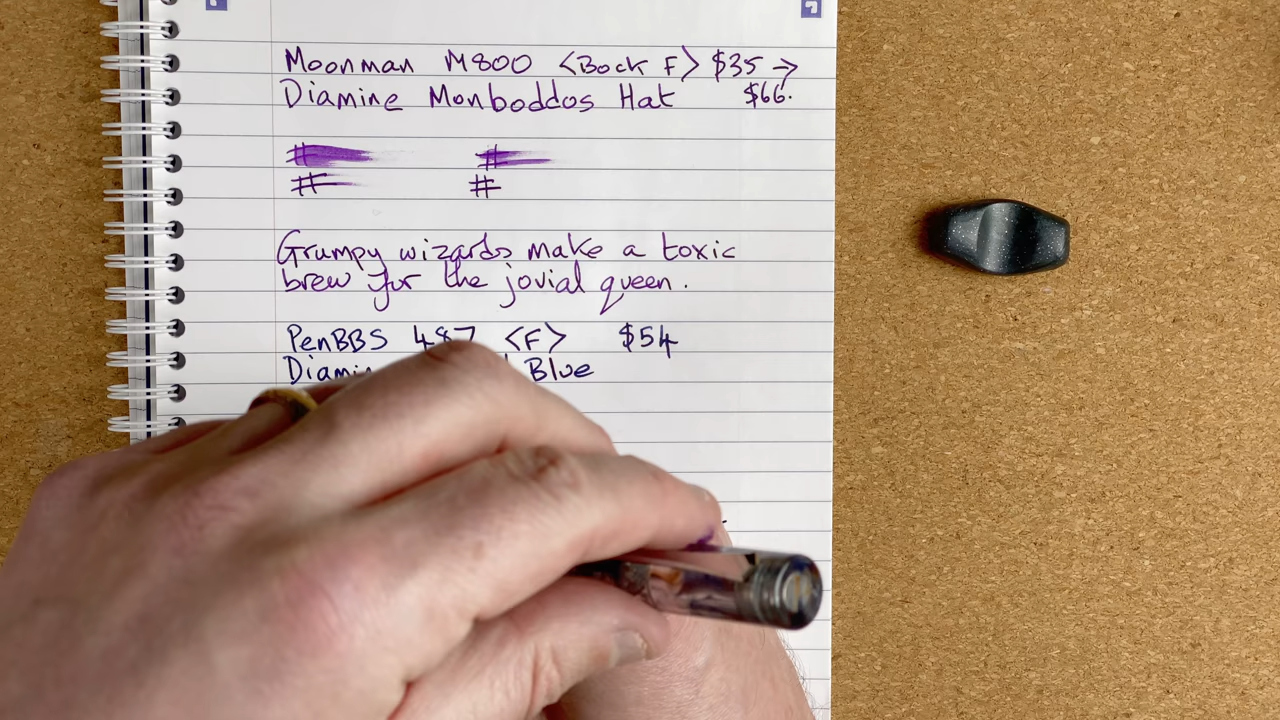 Moonman M800 <Bock F> $35 →
Diamine Monboddos Hat $66.
# #
# #
Grumpy wizards make a toxic
brew for the jovial queen.
PenBBS 487 <F> $54
Blue